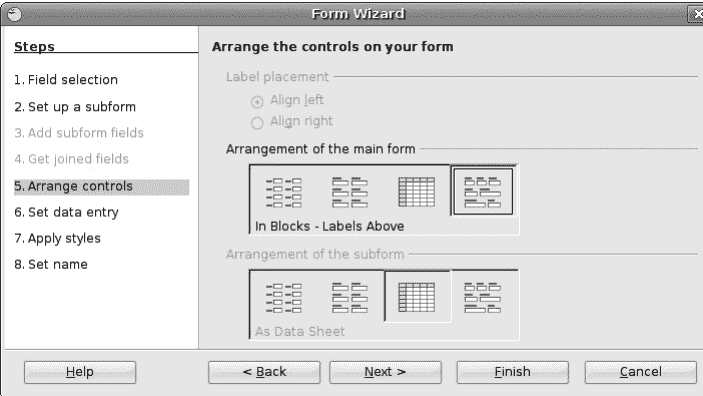 Form Wizard
Steps
1. Field selection
2. Set up a subform
3. Add subform fields
4. Get joined fields
5. Arrange controls
6. Set data entry
7. Apply styles
8. Set name
Arrange the controls on your form
Label placement
Align left
Align right
Arrangement of the main form
In Blocks - Labels Above
Arrangement of the subform
As Data Sheet
Help
< Back
Next >
Finish
Cancel